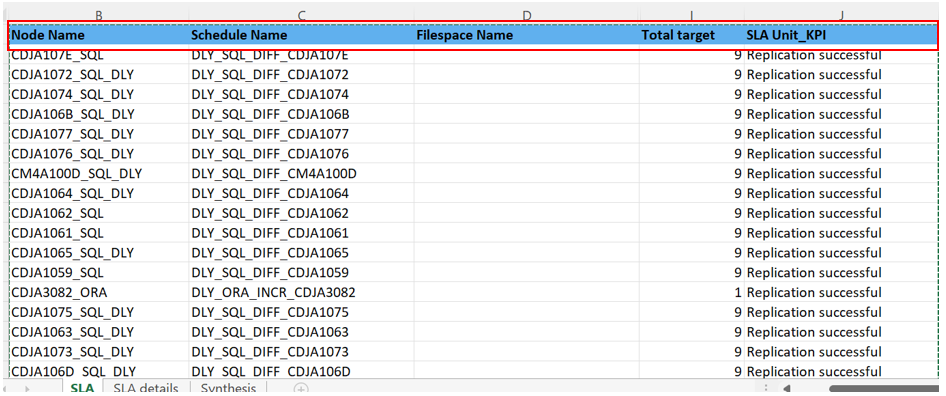 B C D I J
Node Name Schedule Name Filespace Name Total target SLA Unit_KPI
CDJA107E_SQL DLY_SQL_DIFF_CDJA107E 9 Replication successful
CDJA1072_SQL_DLY DLY_SQL_DIFF_CDJA1072 9 Replication successful
CDJA1074_SQL_DLY DLY_SQL_DIFF_CDJA1074 9 Replication successful
CDJA106B_SQL_DLY DLY_SQL_DIFF_CDJA106B 9 Replication successful
CDJA1077_SQL_DLY DLY_SQL_DIFF_CDJA1077 9 Replication successful
CDJA1076_SQL_DLY DLY_SQL_DIFF_CDJA1076 9 Replication successful
CM4A100D_SQL_DLY DLY_SQL_DIFF_CM4A100D 9 Replication successful
CDJA1064_SQL_DLY DLY_SQL_DIFF_CDJA1064 9 Replication successful
CDJA1062_SQL DLY_SQL_DIFF_CDJA1062 9 Replication successful
CDJA1061_SQL DLY_SQL_DIFF_CDJA1061 9 Replication successful
CDJA1065_SQL_DLY DLY_SQL_DIFF_CDJA1065 9 Replication successful
CDJA1059_SQL DLY_SQL_DIFF_CDJA1059 9 Replication successful
CDJA3082_ORA DLY_ORA_INCR_CDJA3082 1 Replication successful
CDJA1075_SQL_DLY DLY_SQL_DIFF_CDJA1075 9 Replication successful
CDJA1063_SQL_DLY DLY_SQL_DIFF_CDJA1063 9 Replication successful
CDJA1073_SQL_DLY DLY_SQL_DIFF_CDJA1073 9 Replication successful
CDJA106D_SQL_DLY DLY_SQL_DIFF_CDJA106D 9 Replication successful
SLA SLA details Synthesis